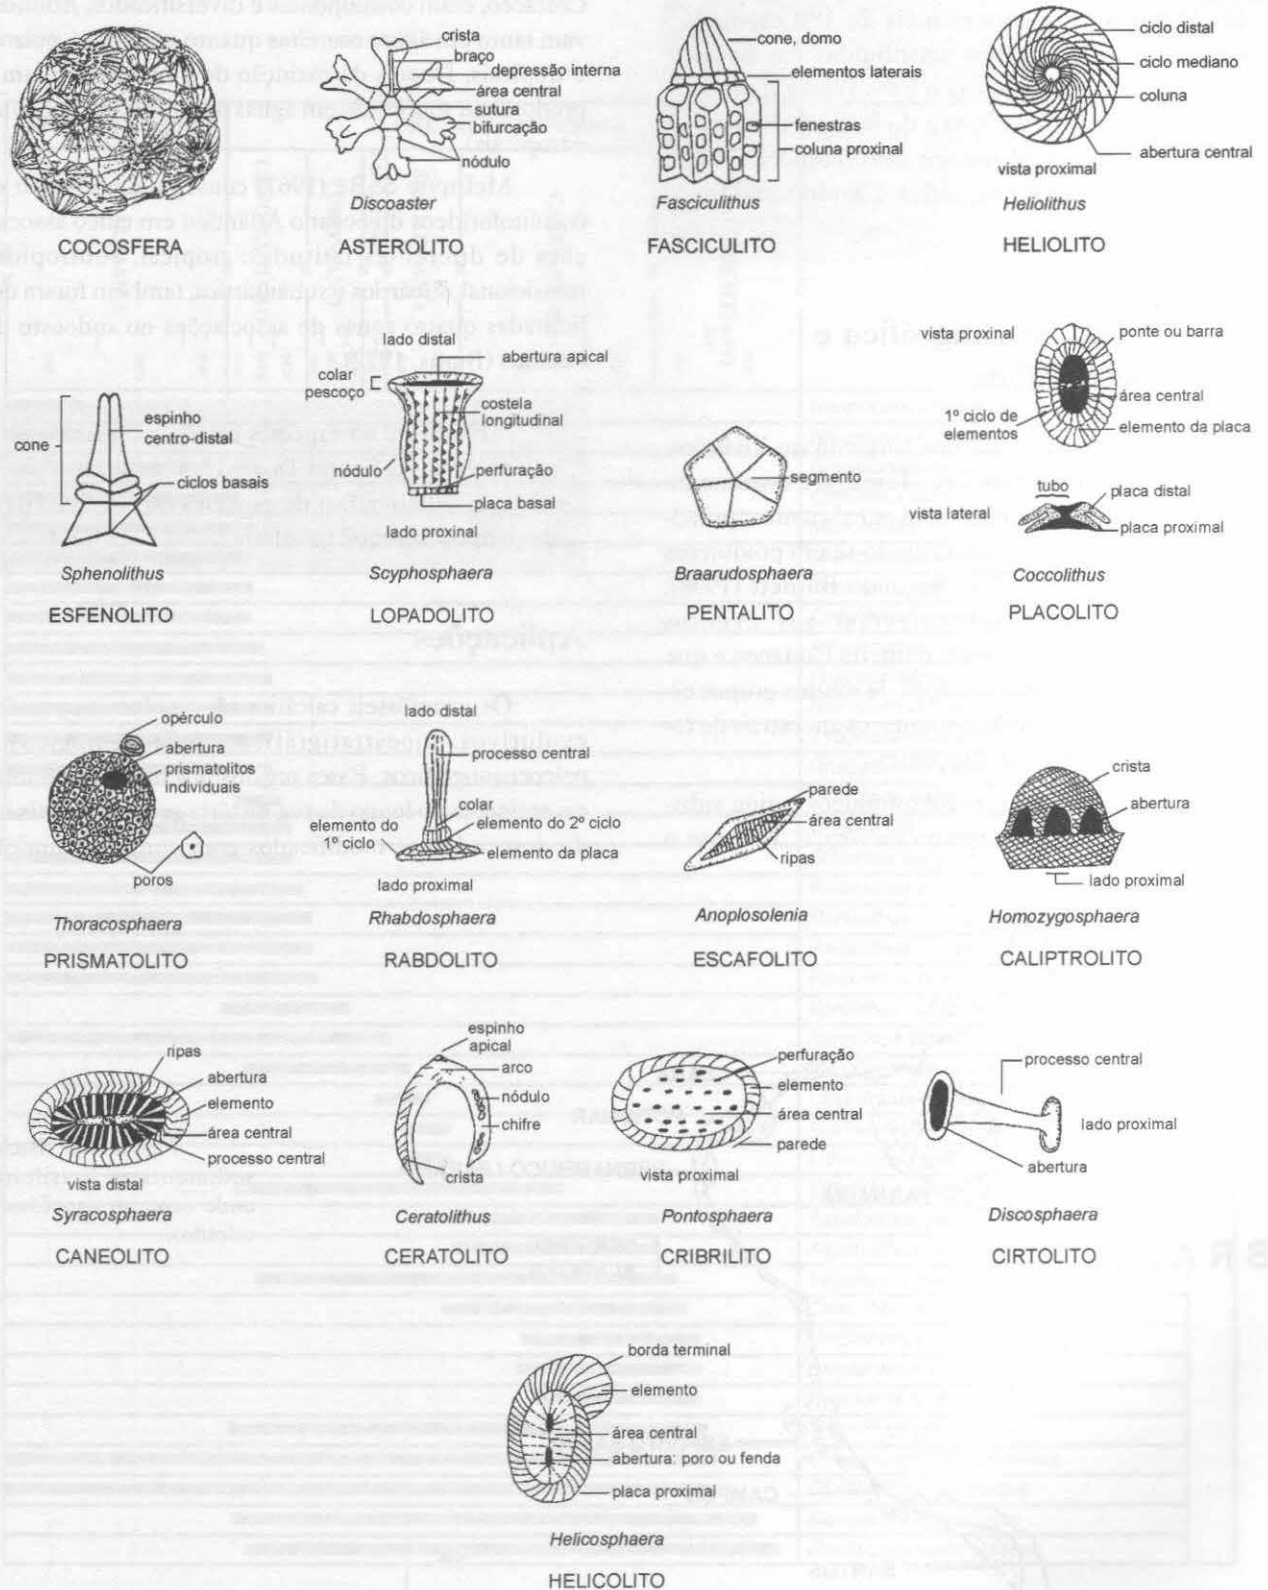 COCOSFERA
crista
braço
depressão interna
área central
sutura
bifurcação
nódulo
Discoaster
ASTEROLITO
cone, domo
elementos laterais
fenestras
coluna proximal
Fasciculithus
FASCICULITO
ciclo distal
ciclo mediano
coluna
abertura central
vista proximal
Heliolithus
HELIOLITO
cone
espinho
centro-distal
ciclos basais
Sphenolithus
ESFENOLITO
lado distal
abertura apical
colar
pescoço
costela
longitudinal
nódulo
perfuração
placa basal
lado proxinal
Scyphosphaera
LOPADOLITO
segmento
Braarudosphaera
PENTALITO
vista proxinal
ponte ou barra
área central
1º ciclo de
elementos
elemento da placa
tubo
placa distal
vista lateral
placa proximal
Coccolithus
PLACOLITO
opérculo
abertura
prismatolitos
individuais
poros
Thoracosphaera
PRISMATOLITO
lado distal
processo central
colar
elemento do
1º ciclo
elemento do 2º ciclo
elemento da placa
lado proximal
Rhabdosphaera
RABDOLITO
parede
área central
ripas
Anoplosolenia
ESCAFOLITO
crista
abertura
lado proximal
Homozygosphaera
CALIPTROLITO
ripas
abertura
elemento
área central
processo central
vista distal
Syracosphaera
CANEOLITO
espinho
apical
arco
nódulo
chifre
crista
Ceratolithus
CERATOLITO
perfuração
elemento
área central
parede
vista proximal
Pontosphaera
CRIBRILITO
processo central
lado proximal
abertura
Discosphaera
CIRTOLITO
borda terminal
elemento
área central
abertura: poro ou fenda
placa proximal
Helicosphaera
HELICOLITO